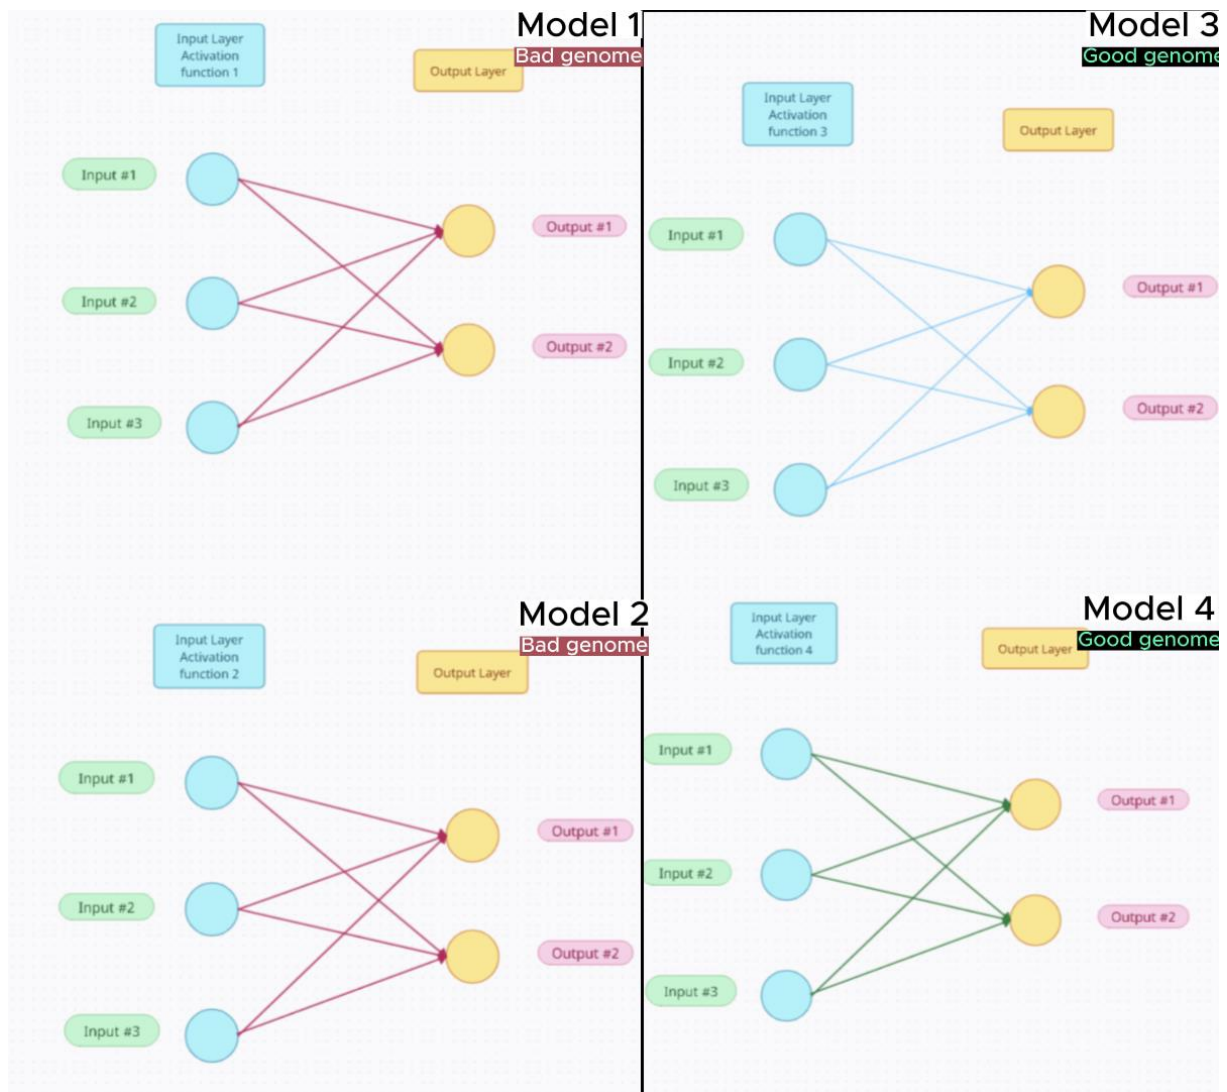 Model 1
Bad genome
Input Layer
Activation
function 1
Output Layer
Input #1
Output #1
Input #2
Output #2
Input #3
Model 3
Good genome
Input Layer
Activation
function 3
Output Layer
Input #1
Output #1
Input #2
Output #2
Input #3
Model 2
Bad genome
Input Layer
Activation
function 2
Output Layer
Input #1
Output #1
Input #2
Output #2
Input #3
Model 4
Good genome
Input Layer
Activation
function 4
Output Layer
Input #1
Output #1
Input #2
Output #2
Input #3